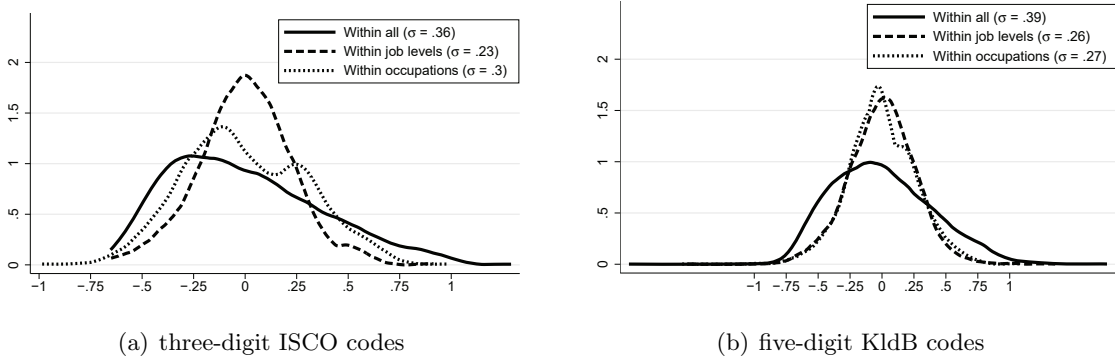 Within all (σ = .36)
Within job levels (σ = .23)
Within occupations (σ = .3)
2
1.5
1
.5
0
−1 −.75 −.5 −.25 0 .25 .5 .75 1
(a) three-digit ISCO codes
Within all (σ = .39)
Within job levels (σ = .26)
Within occupations (σ = .27)
2
1.5
1
.5
0
−1 −.75 −.5 −.25 0 .25 .5 .75 1
(b) five-digit KldB codes